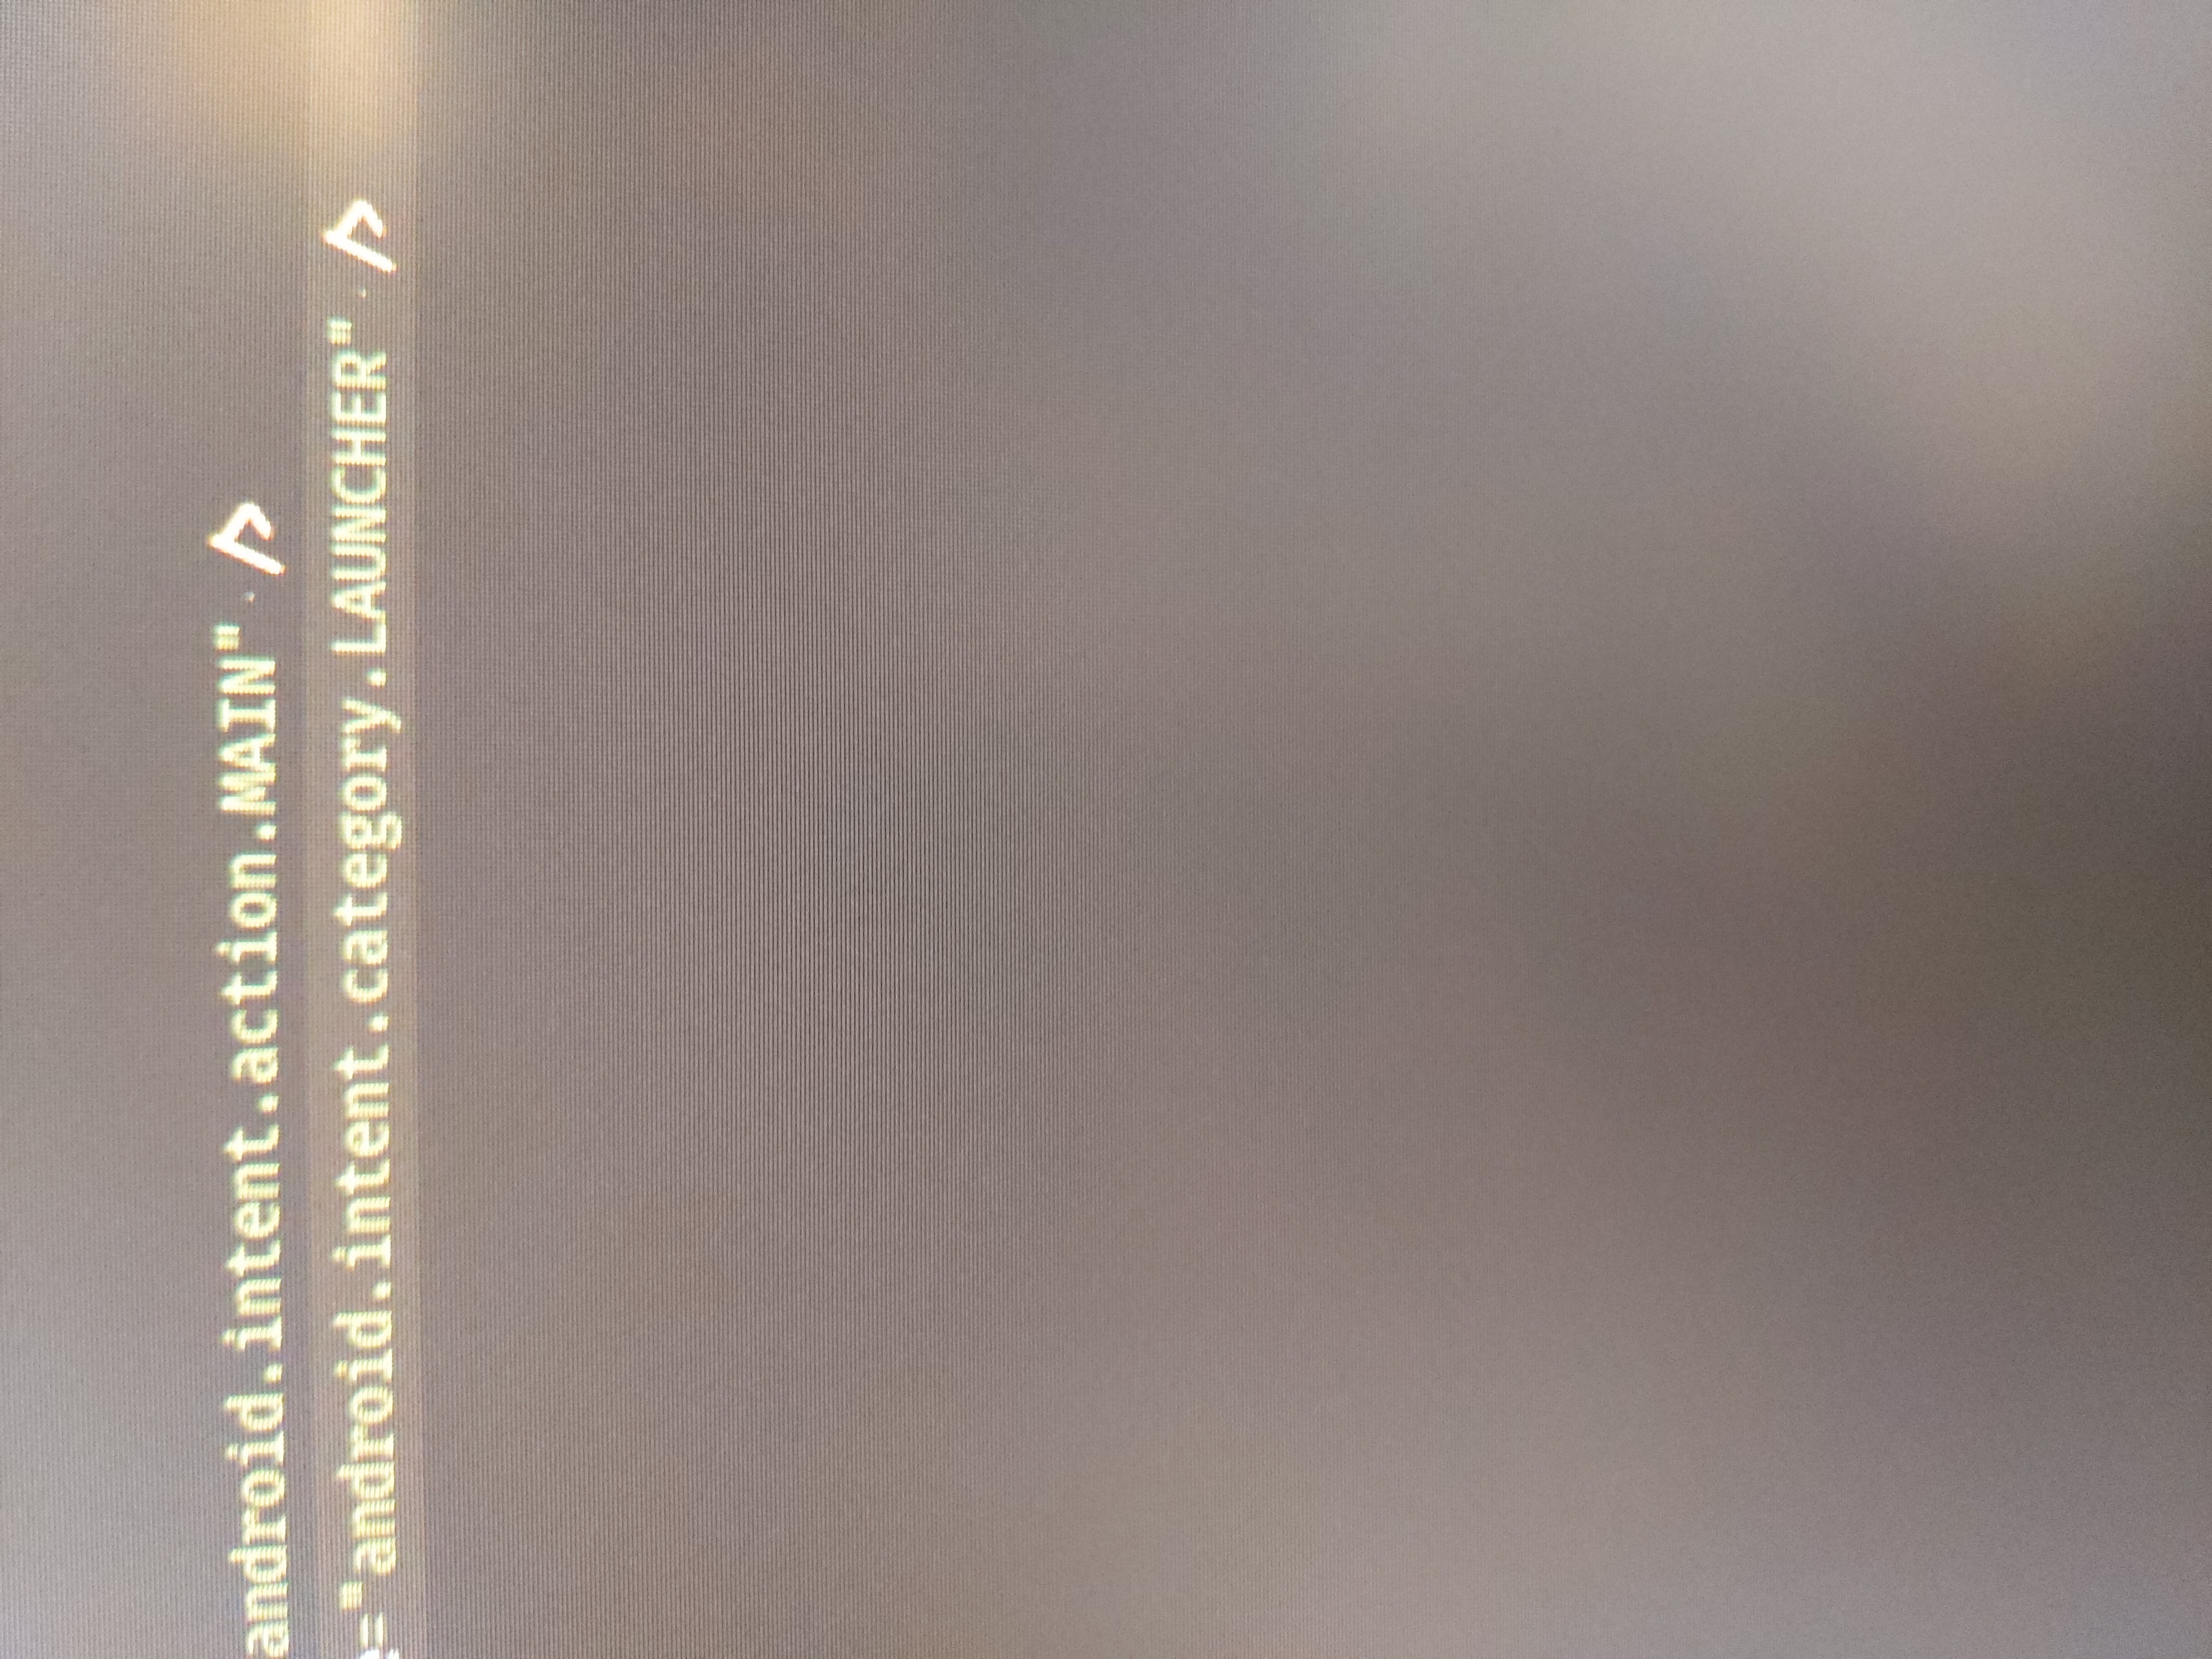 android.intent.action.MAIN" />
e="android.intent.category.LAUNCHER" />